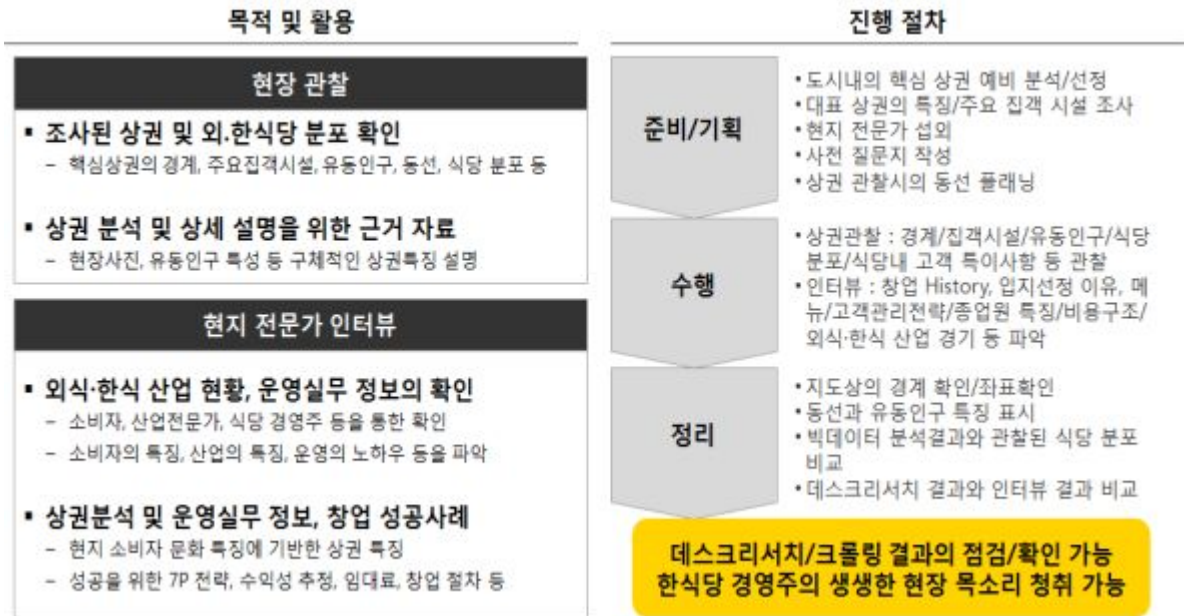 목적 및 활용
현장 관찰
▪ 조사된 상권 및 외.한식당 분포 확인
– 핵심상권의 경계, 주요집객시설, 유동인구, 동선, 식당 분포 등
▪ 상권 분석 및 상세 설명을 위한 근거 자료
– 현장사진, 유동인구 특성 등 구체적인 상권특징 설명
현지 전문가 인터뷰
▪ 외식·한식 산업 현황, 운영실무 정보의 확인
– 소비자, 산업전문가, 식당 경영주 등을 통한 확인
– 소비자의 특징, 산업의 특징, 운영의 노하우 등을 파악
▪ 상권분석 및 운영실무 정보, 창업 성공사례
– 현지 소비자 문화 특징에 기반한 상권 특징
– 성공을 위한 7P 전략, 수익성 추정, 임대료, 창업 절차 등
진행 절차
준비/기획
•도시내의 핵심 상권 예비 분석/선정
•대표 상권의 특징/주요 집객 시설 조사
•현지 전문가 섭외
•사전 질문지 작성
•상권 관찰시의 동선 플래닝
수행
•상권관찰 : 경계/집객시설/유동인구/식당
분포/식당내 고객 특이사항 등 관찰
•인터뷰 : 창업 History, 입지선정 이유, 메
뉴/고객관리전략/종업원 특징/비용구조/
외식·한식 산업 경기 등 파악
정리
•지도상의 경계 확인/좌표확인
•동선과 유동인구 특징 표시
•빅데이터 분석결과와 관찰된 식당 분포
비교
•데스크리서치 결과와 인터뷰 결과 비교
데스크리서치/크롤링 결과의 점검/확인 가능
한식당 경영주의 생생한 현장 목소리 청취 가능